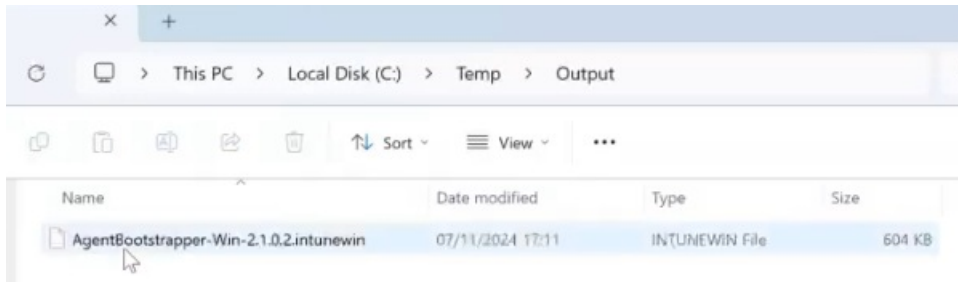 This PC > Local Disk (C:) > Temp > Output
Sort View ...
Name Date modified Type Size
AgentBootstrapper-Win-2.1.0.2.intunewin 07/11/2024 17:11 INTUNEWIN File 604 KB